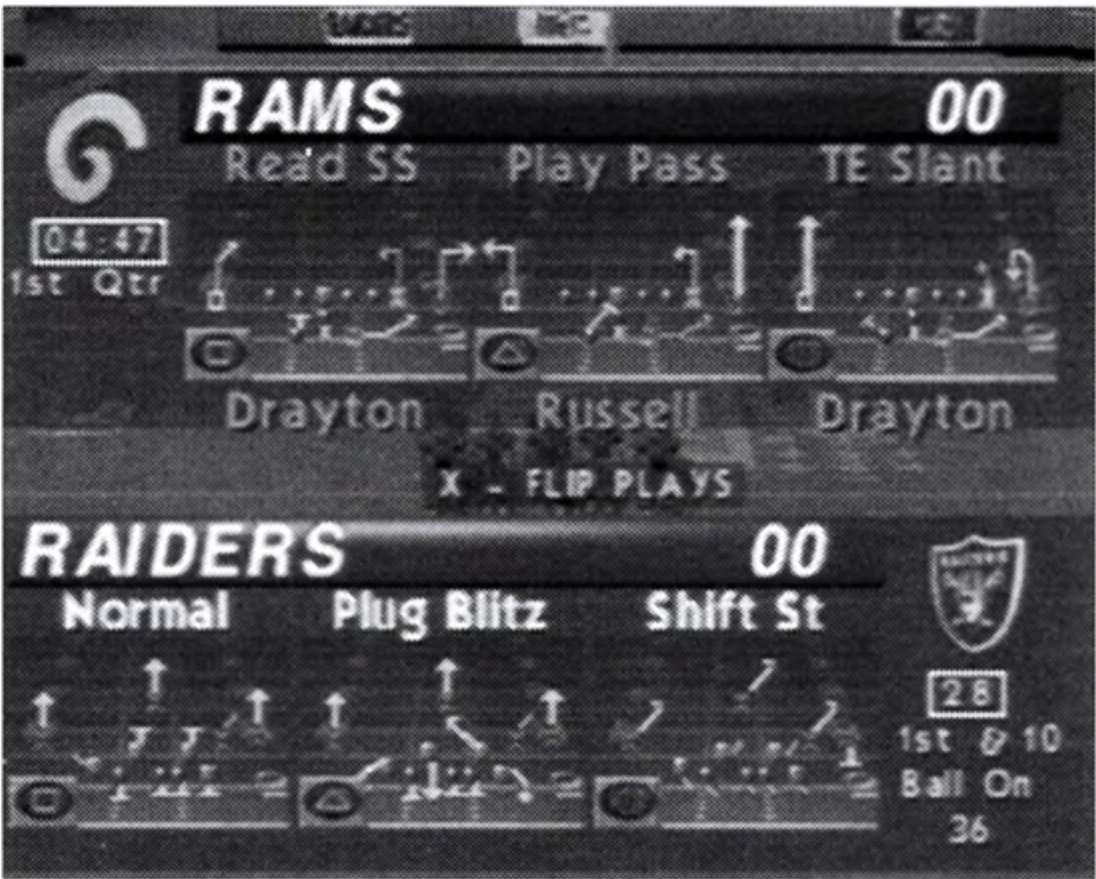 RAMS 00
Read SS Play Pass TE Slant
04:47
1st Qtr
Drayton Russell Drayton
X - FLIP PLAYS
RAIDERS 00
Normal Plug Blitz Shift St
RAIDERS
28
1st & 10
Ball On
36